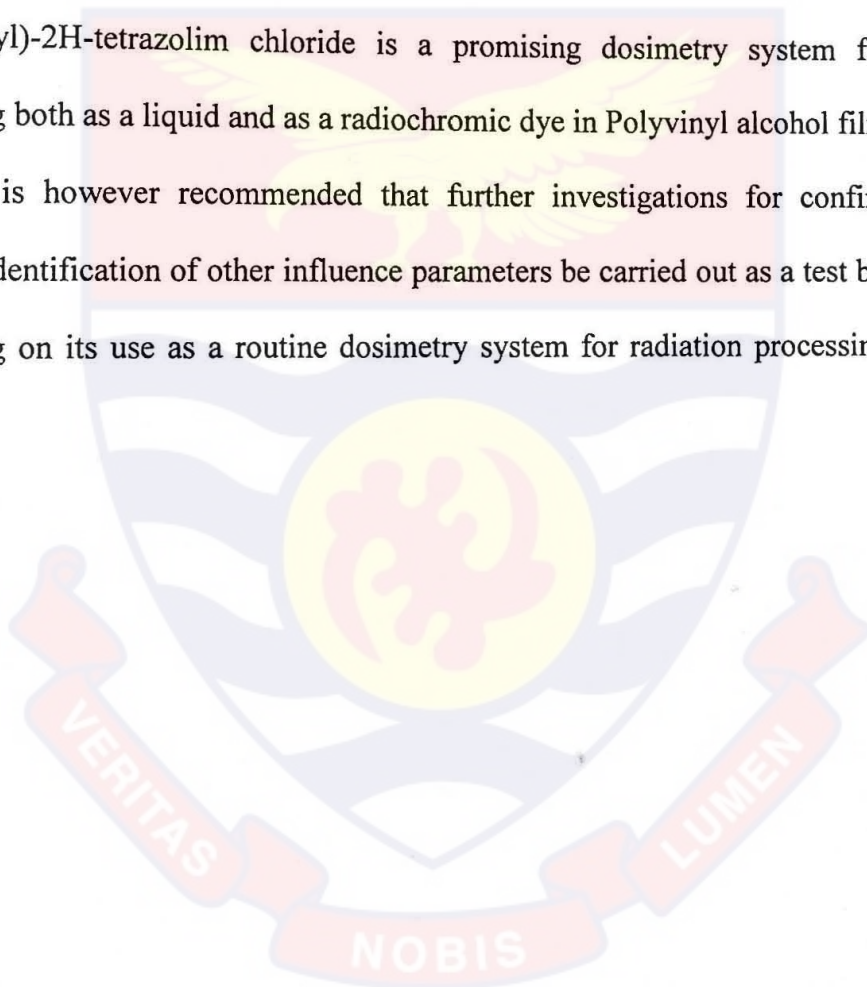 yl)-2H-tetrazolim chloride is a promising dosimetry system f
g both as a liquid and as a radiochromic dye in Polyvinyl alcohol fil
is however recommended that further investigations for confi
dentification of other influence parameters be carried out as a test b
g on its use as a routine dosimetry system for radiation processin
VERITAS
NOBIS
LUMEN